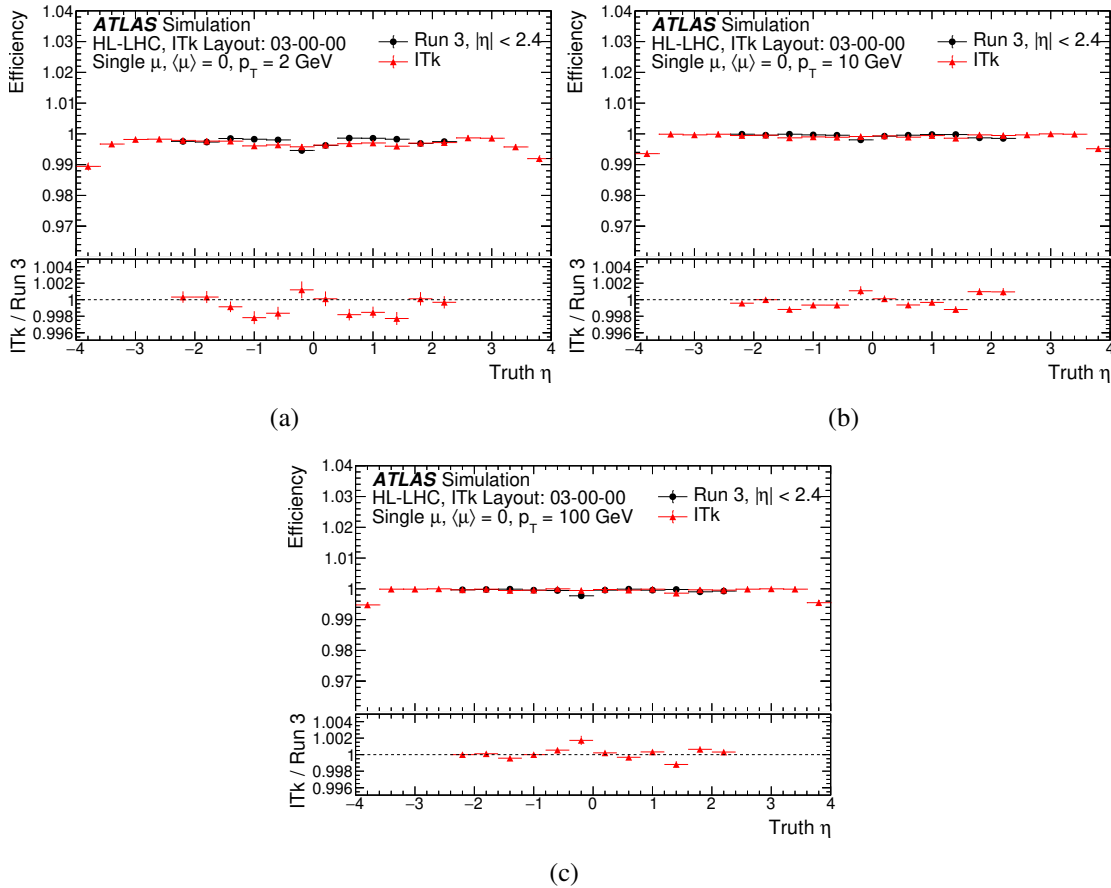 ATLAS Simulation
HL-LHC, ITk Layout: 03-00-00
Single μ, ⟨μ⟩ = 0, p_T = 2 GeV
Run 3, |η| < 2.4
ITk
Efficiency
1.04
1.03
1.02
1.01
1
0.99
0.98
0.97
ITk / Run 3
1.004
1.002
1
0.998
0.996
−4 −3 −2 −1 0 1 2 3 4
Truth η
(a)
ATLAS Simulation
HL-LHC, ITk Layout: 03-00-00
Single μ, ⟨μ⟩ = 0, p_T = 10 GeV
Run 3, |η| < 2.4
ITk
Efficiency
1.04
1.03
1.02
1.01
1
0.99
0.98
0.97
ITk / Run 3
1.004
1.002
1
0.998
0.996
−4 −3 −2 −1 0 1 2 3 4
Truth η
(b)
ATLAS Simulation
HL-LHC, ITk Layout: 03-00-00
Single μ, ⟨μ⟩ = 0, p_T = 100 GeV
Run 3, |η| < 2.4
ITk
Efficiency
1.04
1.03
1.02
1.01
1
0.99
0.98
0.97
ITk / Run 3
1.004
1.002
1
0.998
0.996
−4 −3 −2 −1 0 1 2 3 4
Truth η
(c)